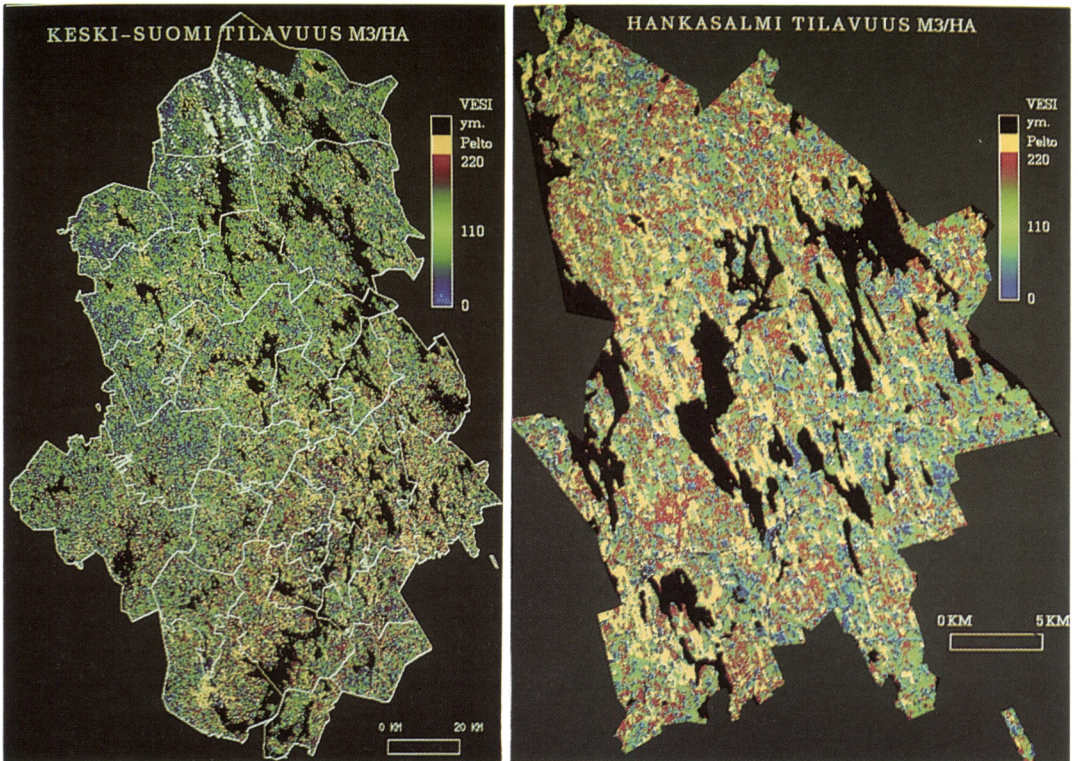 KESKI-SUOMI TILAVUUS M3/HA
VESI
ym.
Pelto
220
110
0
0 KM 20 KM
HANKASALMI TILAVUUS M3/HA
VESI
ym.
Pelto
220
110
0
0 KM 5 KM